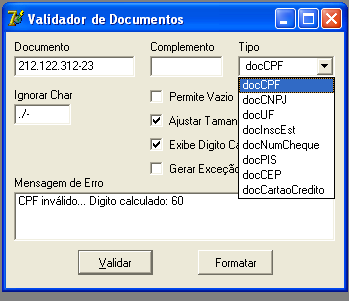 Validador de Documentos
Documento
Complemento
Tipo
212.122.312-23
docCPF
docCPF
docCNPJ
docUF
docInscEst
docNumCheque
docPIS
docCEP
docCartaoCredito
Ignorar Char
./-
Permite Vazio
Ajustar Taman
Exibe Digito Ca
Gerar Exceção
Mensagem de Erro
CPF inválido... Digito calculado: 60
Validar
Formatar